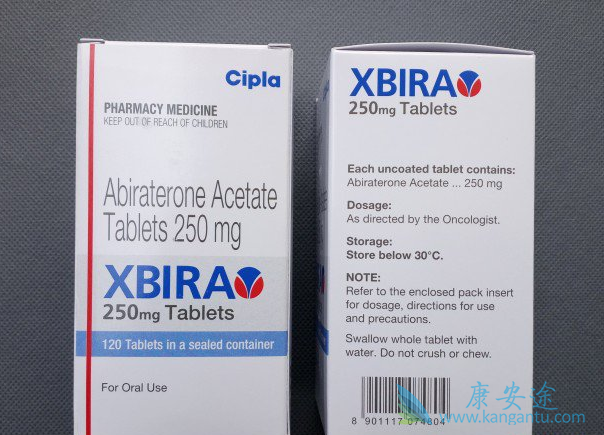 Cipla
PHARMACY MEDICINE
KEEP OUT OF REACH OF CHILDREN
Abiraterone Acetate
Tablets 250 mg
XBIRA
250mg Tablets
120 Tablets in a sealed container
For Oral Use
XBIRA
250mg Tablets
Each uncoated tablet contains:
Abiraterone Acetate ... 250 mg
Dosage:
As directed by the Oncologist.
Storage:
Store below 30°C.
NOTE:
Refer to the enclosed pack insert
for dosage, directions for use
and precautions.
Swallow whole tablet with
water. Do not crush or chew.
8 901117 074804
康安途
www.kangantu.com